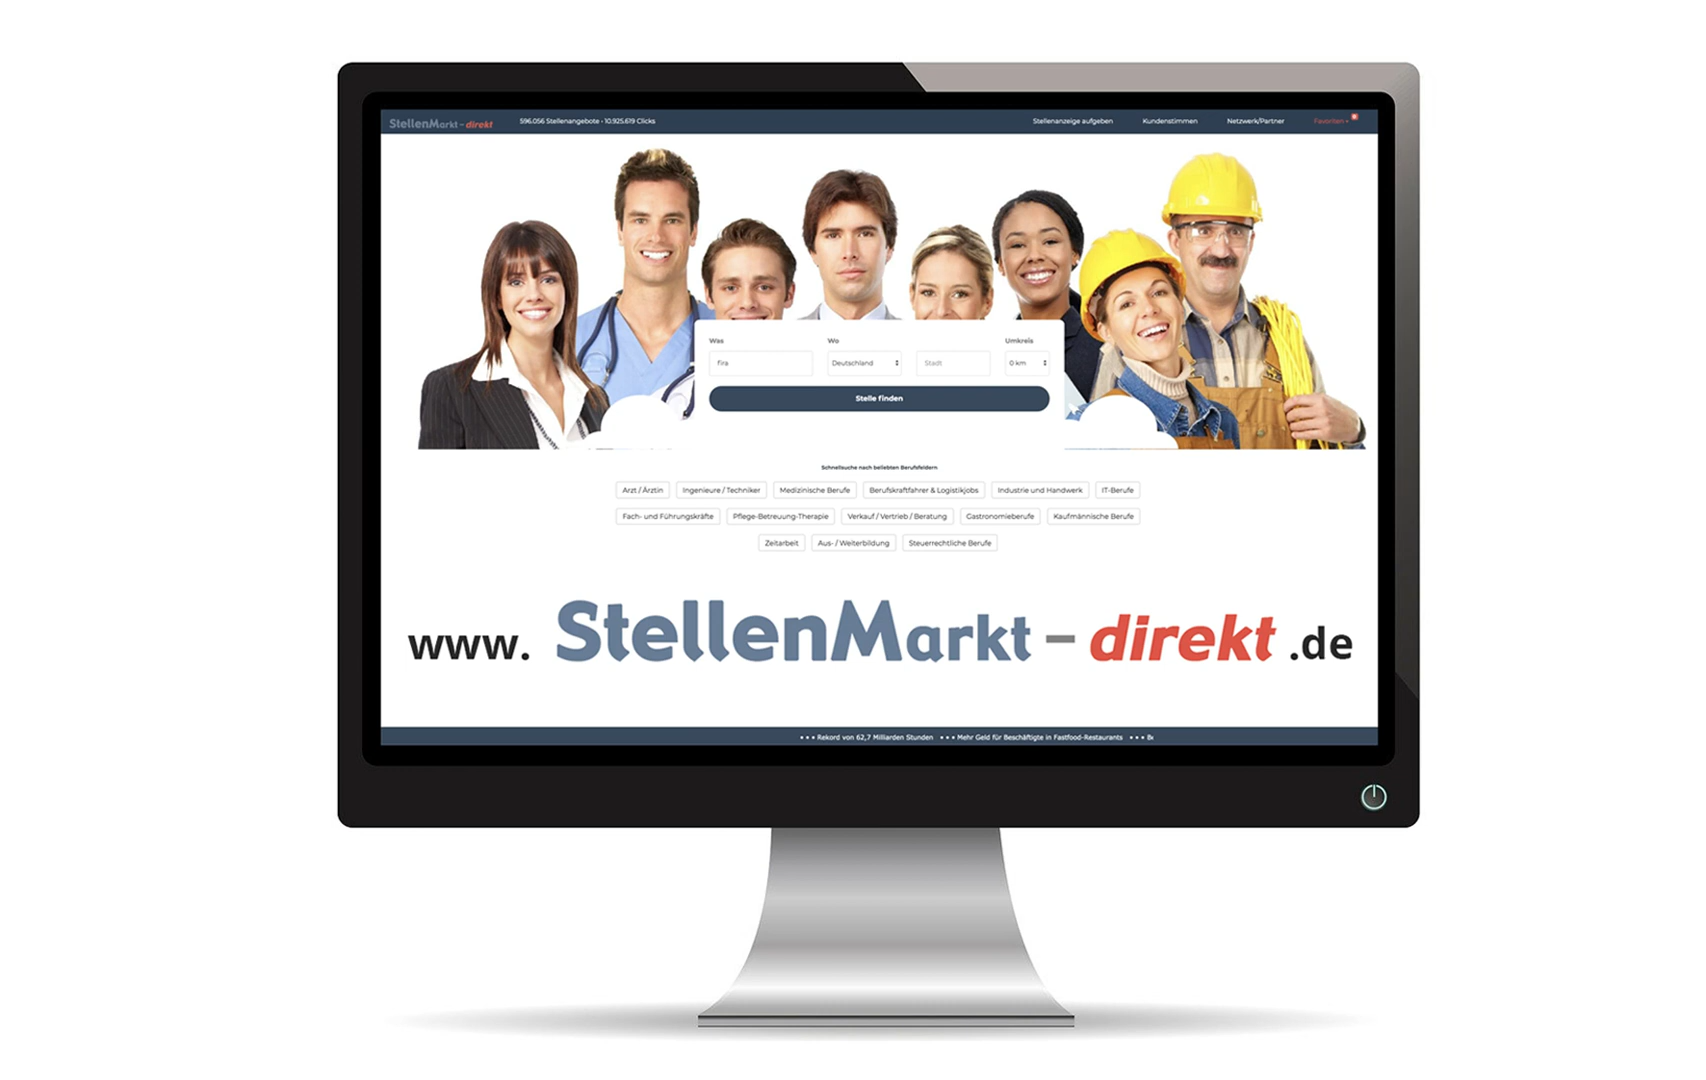 StellenMarkt - direkt 596.056 Stellenangebote - 10.925.619 Clicks Stellenanzeige aufgeben Kundenstimmen Netzwerk/Partner Favoriten
Was Wo Umkreis
fira Deutschland Stadt 0 km
Stelle finden
Schnellsuche nach beliebten Berufsfeldern
Arzt / Ärztin Ingenieure / Techniker Medizinische Berufe Berufskraftfahrer & Logistikjobs Industrie und Handwerk IT-Berufe
Fach- und Führungskräfte Pflege-Betreuung-Therapie Verkauf / Vertrieb / Beratung Gastronomieberufe Kaufmännische Berufe
Zeitarbeit Aus- / Weiterbildung Steuerrechtliche Berufe
www. StellenMarkt - direkt .de
• • • Rekord von 62,7 Milliarden Stunden • • • Mehr Geld für Beschäftigte in Fastfood-Restaurants • • •